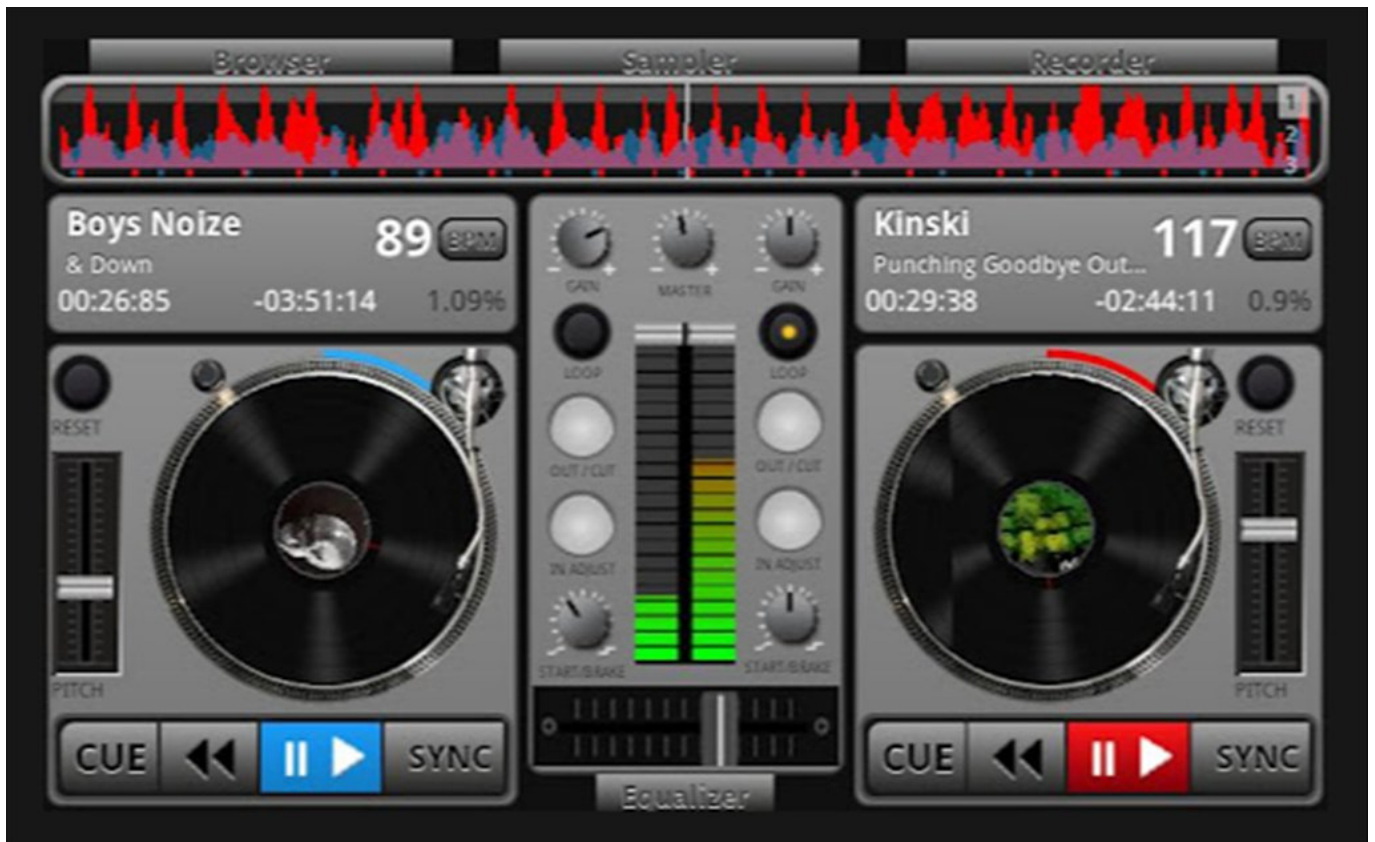 Browser
Sampler
Recorder
1
2
3
Boys Noize
89 BPM
& Down
00:26:85 -03:51:14 1.09%
GAIN
MASTER
GAIN
Kinski
117 BPM
Punching Goodbye Out...
00:29:38 -02:44:11 0.9%
LOOP
LOOP
RESET
OUT / CUT
OUT / CUT
RESET
IN ADJUST
IN ADJUST
START/BRAKE
START/BRAKE
PITCH
PITCH
CUE
SYNC
CUE
SYNC
Equalizer